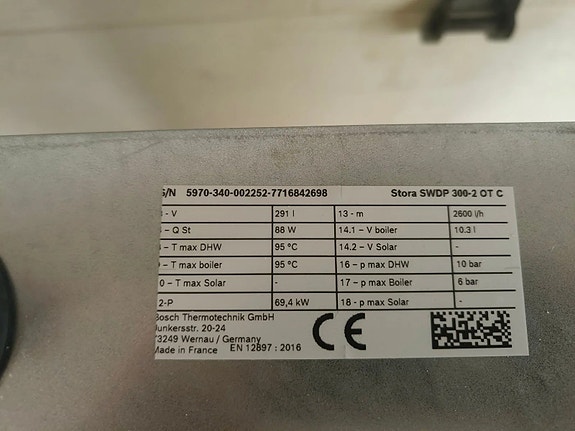 S/N 5970-340-002252-7716842698 Stora SWDP 300-2 OT C
- V 291 l 13 - m 2600 l/h
- Q St 88 W 14.1 – V boiler 10.3 l
– T max DHW 95 °C 14.2 – V Solar -
– T max boiler 95 °C 16 – p max DHW 10 bar
0 – T max Solar - 17 – p max Boiler 6 bar
2-P 69,4 kW 18 - p max Solar -
Bosch Thermotechnik GmbH
Junkersstr. 20-24
73249 Wernau / Germany
Made in France EN 12897 : 2016
CE